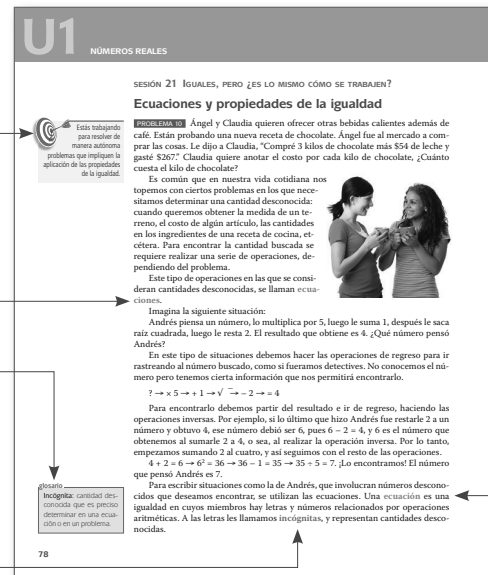 U1
NÚMEROS REALES
SESIÓN 21 IGUALES, PERO ¿ES LO MISMO CÓMO SE TRABAJEN?
Ecuaciones y propiedades de la igualdad
Estás trabajando
para resolver de
manera autónoma
problemas que impliquen la
aplicación de las propiedades
de la igualdad.
PROBLEMA 10 Ángel y Claudia quieren ofrecer otras bebidas calientes además de
café. Están probando una nueva receta de chocolate. Ángel fue al mercado a com-
prar las cosas. Le dijo a Claudia, “Compré 3 kilos de chocolate más $54 de leche y
gasté $267.” Claudia quiere anotar el costo por cada kilo de chocolate, ¿Cuánto
cuesta el kilo de chocolate?
Es común que en nuestra vida cotidiana nos
topemos con ciertos problemas en los que nece-
sitamos determinar una cantidad desconocida:
cuando queremos obtener la medida de un te-
rreno, el costo de algún artículo, las cantidades
en los ingredientes de una receta de cocina, et-
cétera. Para encontrar la cantidad buscada se
requiere realizar una serie de operaciones, de-
pendiendo del problema.
Este tipo de operaciones en las que se consi-
deran cantidades desconocidas, se llaman ecua-
ciones.
Imagina la siguiente situación:
Andrés piensa un número, lo multiplica por 5, luego le suma 1, después le saca
raíz cuadrada, luego le resta 2. El resultado que obtiene es 4. ¿Qué número pensó
Andrés?
En este tipo de situaciones debemos hacer las operaciones de regreso para ir
rastreando al número buscado, como si fueramos detectives. No conocemos el nú-
mero pero tenemos cierta información que nos permitirá encontrarlo.
? → × 5 → + 1 → √‾ → − 2 → = 4
Para encontrarlo debemos partir del resultado e ir de regreso, haciendo las
operaciones inversas. Por ejemplo, si lo último que hizo Andrés fue restarle 2 a un
número y obtuvo 4, ese número debió ser 6, pues 6 − 2 = 4, y 6 es el número que
obtenemos al sumarle 2 a 4, o sea, al realizar la operación inversa. Por lo tanto,
empezamos sumando 2 al cuatro, y así seguimos con el resto de las operaciones.
4 + 2 = 6 → 6² = 36 → 36 − 1 = 35 → 35 ÷ 5 = 7. ¡Lo encontramos! El número
que pensó Andrés es 7.
Para escribir situaciones como la de Andrés, que involucran números descono-
cidos que deseamos encontrar, se utilizan las ecuaciones. Una ecuación es una
igualdad en cuyos miembros hay letras y números relacionados por operaciones
aritméticas. A las letras les llamamos incógnitas, y representan cantidades desco-
nocidas.
glosario
Incógnita: cantidad des-
conocida que es preciso
determinar en una ecua-
ción o en un problema.
78